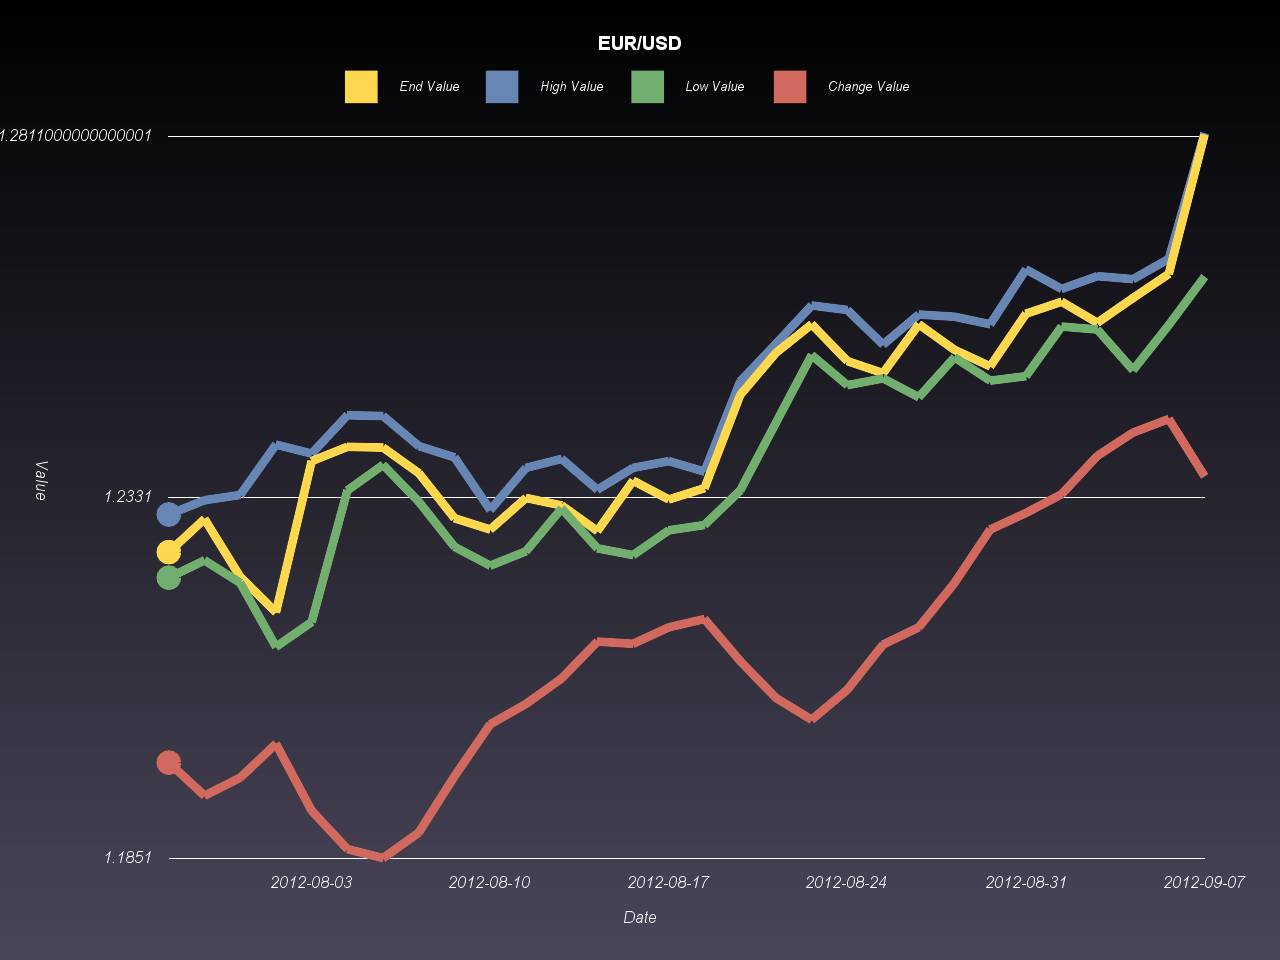 EUR/USD
End Value High Value Low Value Change Value
1.2811000000000001
Value
1.2331
1.1851
2012-08-03 2012-08-10 2012-08-17 2012-08-24 2012-08-31 2012-09-07
Date